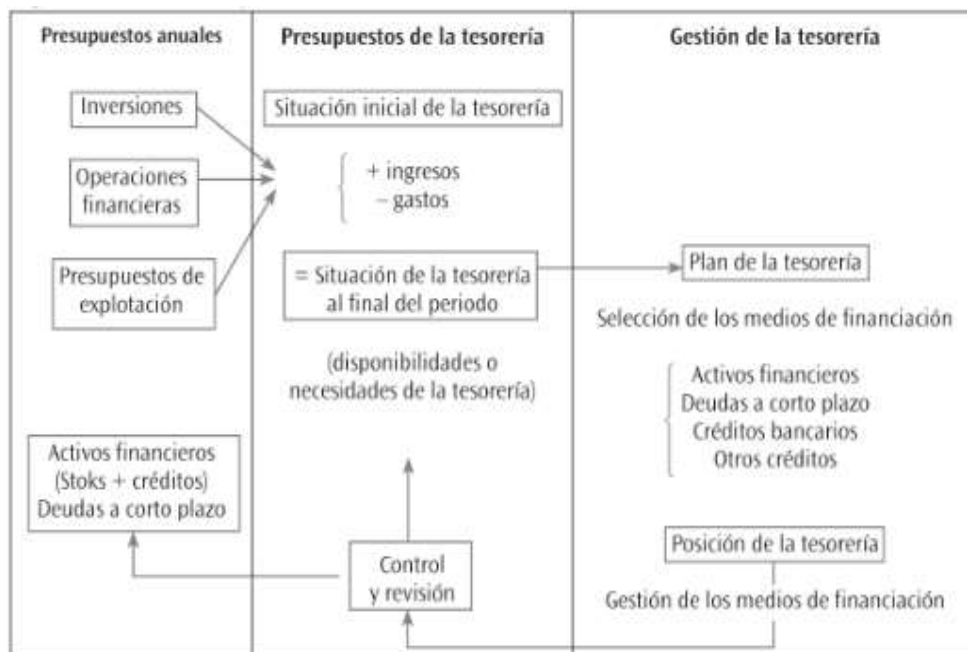 Presupuestos anuales
Presupuestos de la tesorería
Gestión de la tesorería
Inversiones
Operaciones
financieras
Presupuestos de
explotación
Activos financieros
(Stoks + créditos)
Deudas a corto plazo
Situación inicial de la tesorería
+ ingresos
– gastos
= Situación de la tesorería
al final del periodo
(disponibilidades o
necesidades de la tesorería)
Control
y revisión
Plan de la tesorería
Selección de los medios de financiación
Activos financieros
Deudas a corto plazo
Créditos bancarios
Otros créditos
Posición de la tesorería
Gestión de los medios de financiación